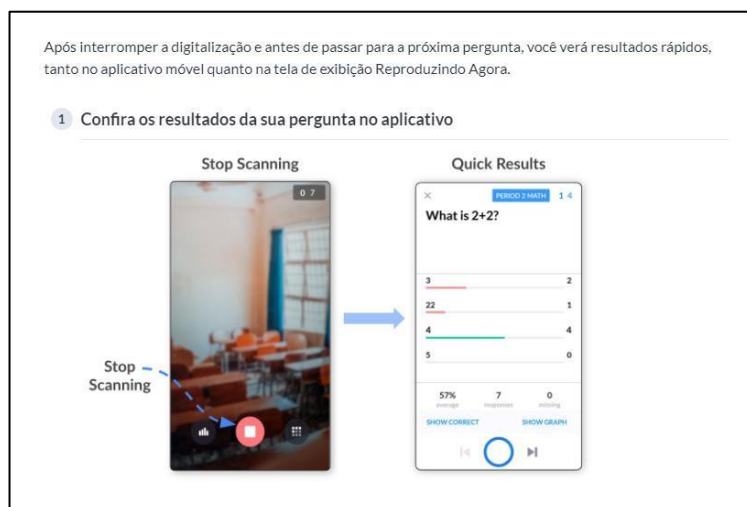 Após interromper a digitalização e antes de passar para a próxima pergunta, você verá resultados rápidos,
tanto no aplicativo móvel quanto na tela de exibição Reproduzindo Agora.
1 Confira os resultados da sua pergunta no aplicativo
Stop Scanning
0 7
Stop
Scanning
Quick Results
× PERIOD 2 MATH 1 4
What is 2+2?
3 2
22 1
4 4
5 0
57% 7 0
average responses missing
SHOW CORRECT SHOW GRAPH